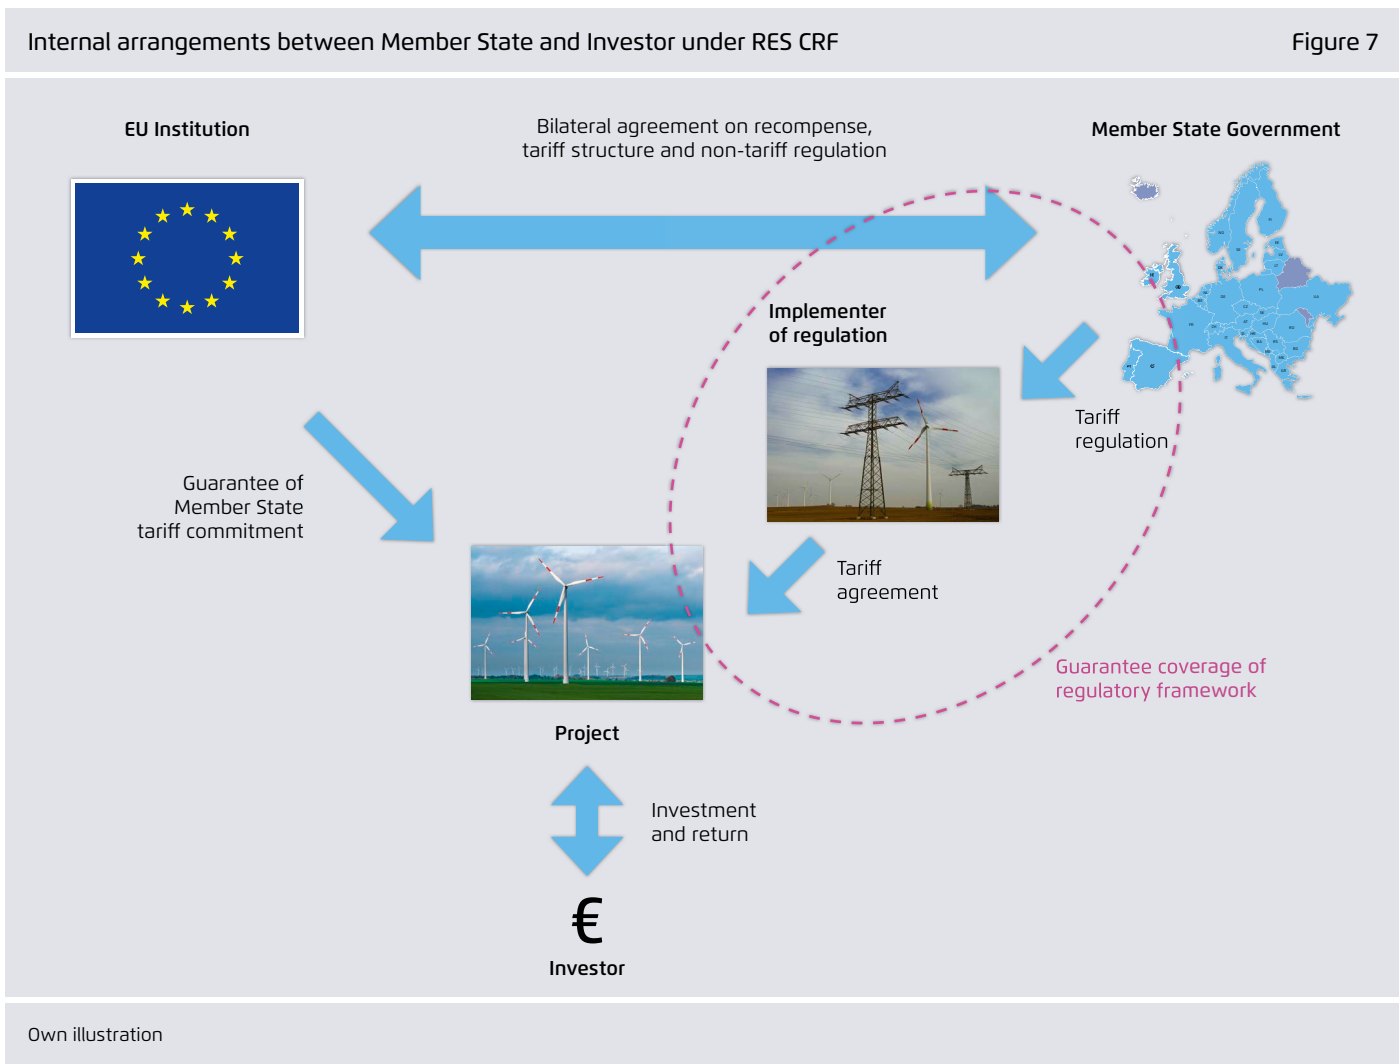 Internal arrangements between Member State and Investor under RES CRF
Figure 7
EU Institution
Bilateral agreement on recompense,
tariff structure and non-tariff regulation
Member State Government
Implementer
of regulation
Tariff
regulation
Guarantee of
Member State
tariff commitment
Tariff
agreement
Guarantee coverage of
regulatory framework
Project
Investment
and return
€
Investor
Own illustration